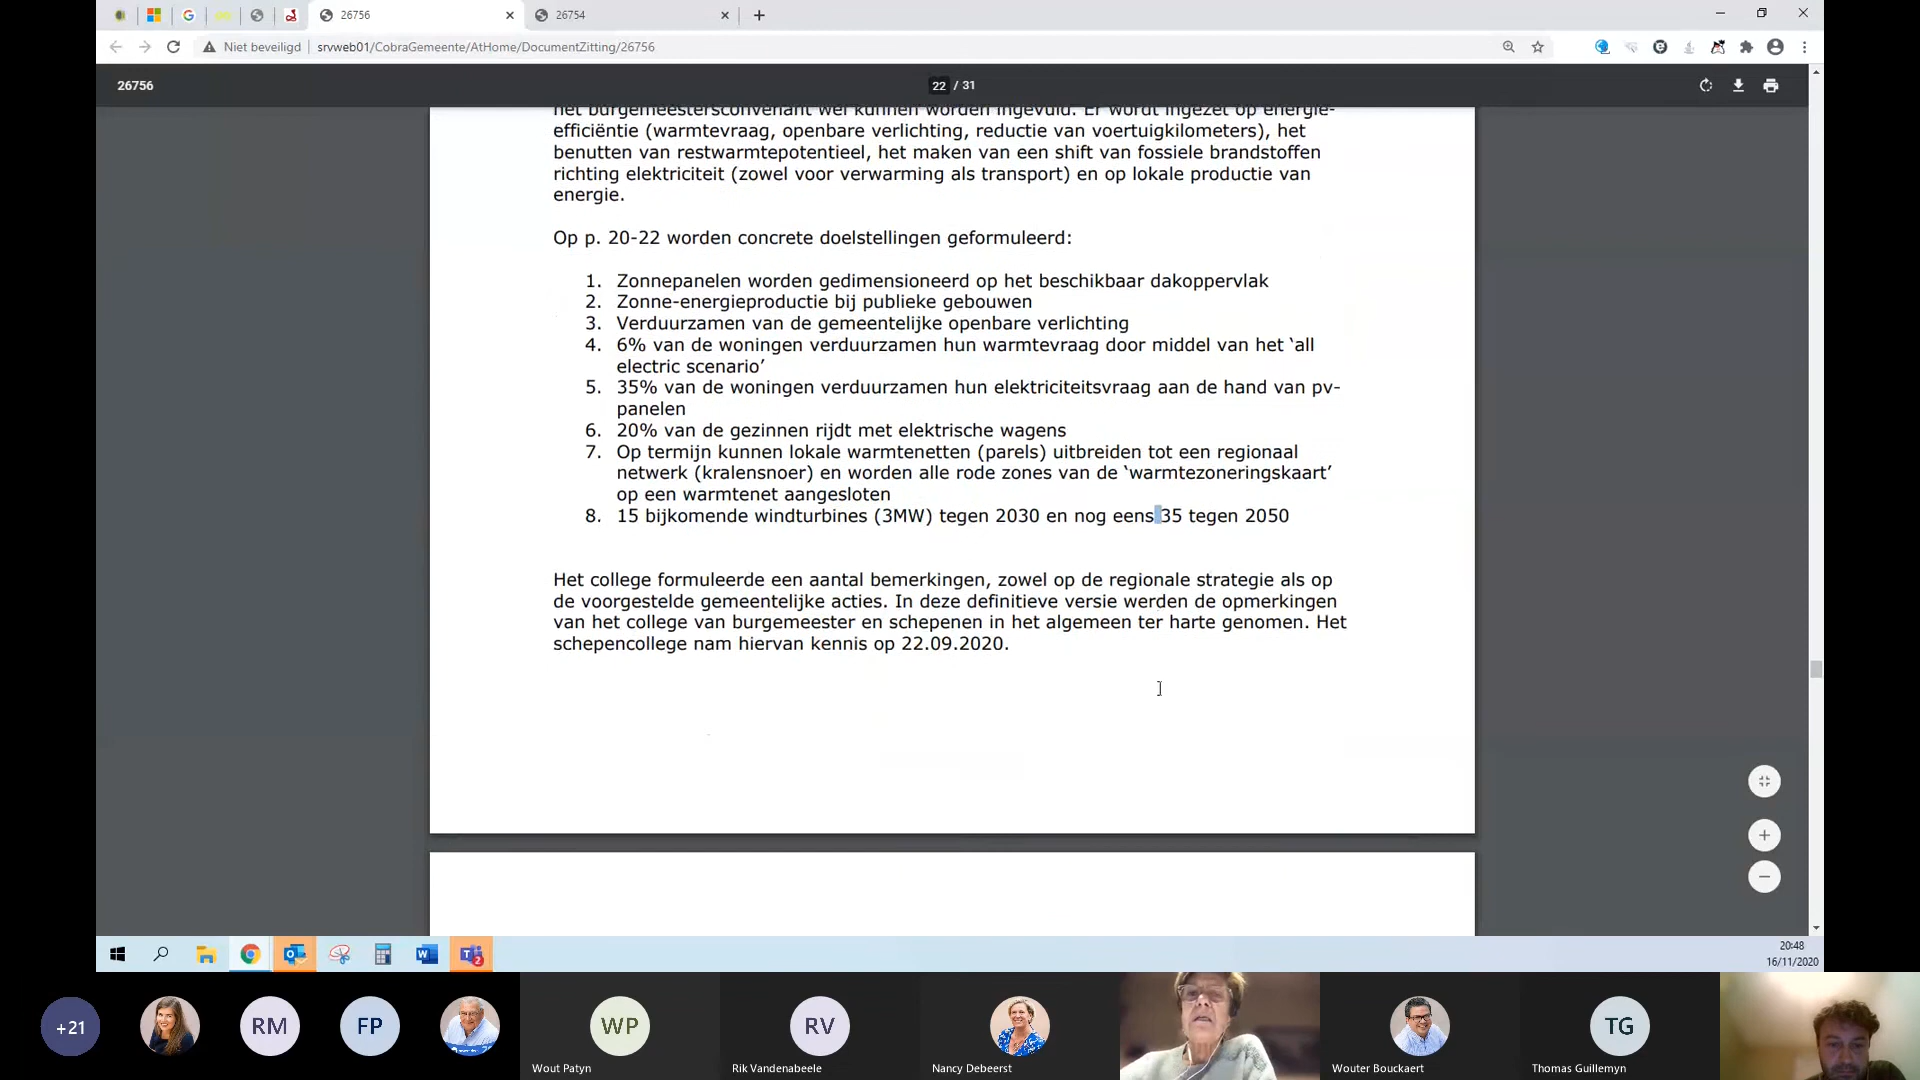 26756
26754
Niet beveiligd
srvweb01/CobraGemeente/AtHome/DocumentZitting/26756
26756
22 / 31
het burgemeestersconvenant wel kunnen worden ingevuld. Er wordt ingezet op energie-
efficiëntie (warmtevraag, openbare verlichting, reductie van voertuigkilometers), het
benutten van restwarmtepotentieel, het maken van een shift van fossiele brandstoffen
richting elektriciteit (zowel voor verwarming als transport) en op lokale productie van
energie.
Op p. 20-22 worden concrete doelstellingen geformuleerd:
1. Zonnepanelen worden gedimensioneerd op het beschikbaar dakoppervlak
2. Zonne-energieproductie bij publieke gebouwen
3. Verduurzamen van de gemeentelijke openbare verlichting
4. 6% van de woningen verduurzamen hun warmtevraag door middel van het ‘all
electric scenario’
5. 35% van de woningen verduurzamen hun elektriciteitsvraag aan de hand van pv-
panelen
6. 20% van de gezinnen rijdt met elektrische wagens
7. Op termijn kunnen lokale warmtenetten (parels) uitbreiden tot een regionaal
netwerk (kralensnoer) en worden alle rode zones van de ‘warmtezoneringskaart’
op een warmtenet aangesloten
8. 15 bijkomende windturbines (3MW) tegen 2030 en nog eens 35 tegen 2050
Het college formuleerde een aantal bemerkingen, zowel op de regionale strategie als op
de voorgestelde gemeentelijke acties. In deze definitieve versie werden de opmerkingen
van het college van burgemeester en schepenen in het algemeen ter harte genomen. Het
schepencollege nam hiervan kennis op 22.09.2020.
20:48
16/11/2020
+21
RM
FP
WP
RV
TG
Wout Patyn
Rik Vandenabeele
Nancy Debeerst
Wouter Bouckaert
Thomas Guillemyn